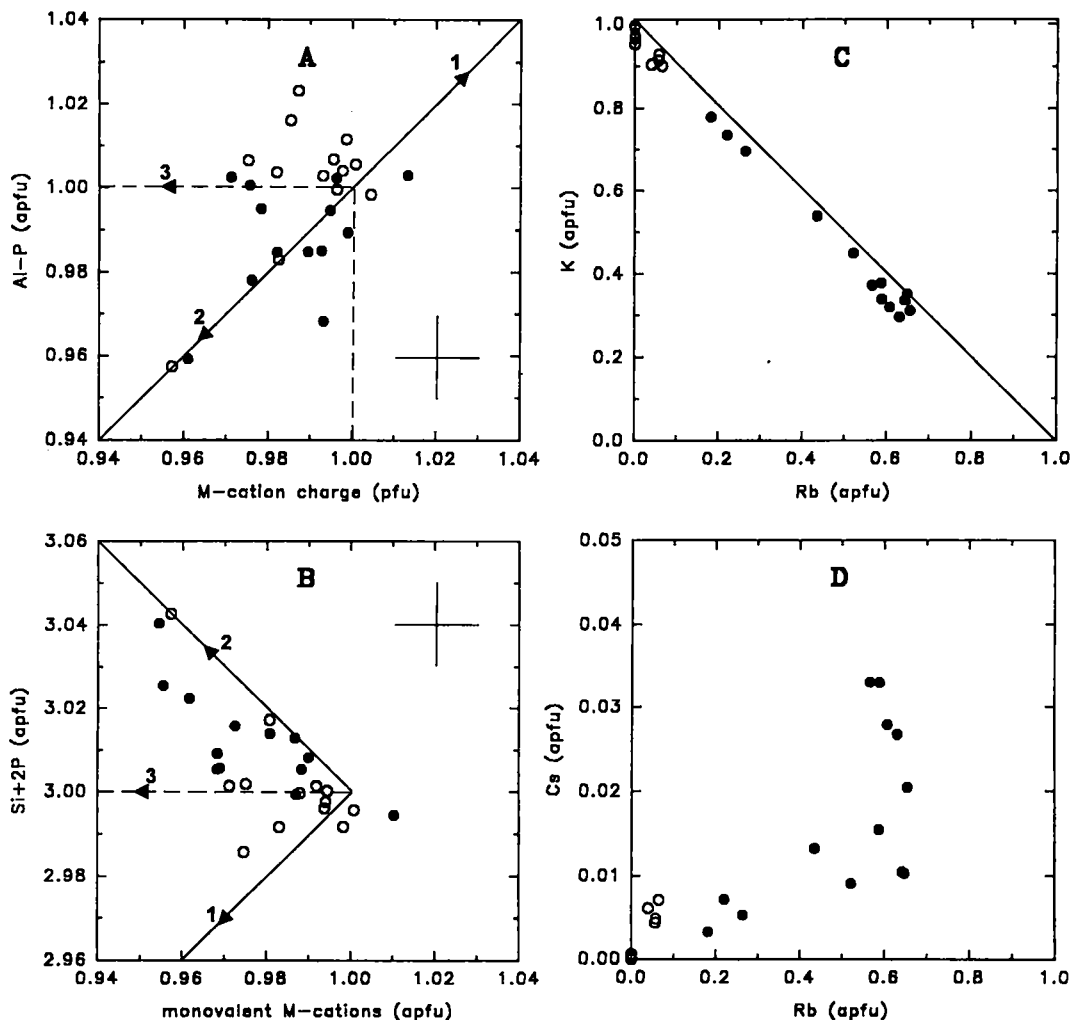 A
1.04
1.02
1.00
0.98
0.96
0.94
Al-P (apfu)
1
2
3
0.94 0.96 0.98 1.00 1.02 1.04
M-cation charge (pfu)
C
1.0
0.8
0.6
0.4
0.2
0.0
K (apfu)
0.0 0.2 0.4 0.6 0.8 1.0
Rb (apfu)
B
3.06
3.04
3.02
3.00
2.98
2.96
Si+2P (apfu)
2
3
1
0.94 0.96 0.98 1.00 1.02 1.04
monovalent M-cations (apfu)
D
0.05
0.04
0.03
0.02
0.01
0.00
Cs (apfu)
0.0 0.2 0.4 0.6 0.8 1.0
Rb (apfu)